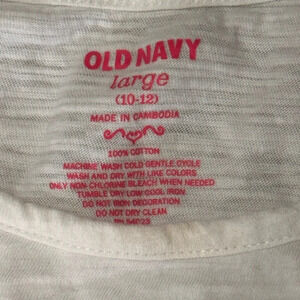 OLD NAVY
large
(10-12)
MADE IN CAMBODIA
100% COTTON
MACHINE WASH COLD GENTLE CYCLE
WASH AND DRY WITH LIKE COLORS
ONLY NON-CHLORINE BLEACH WHEN NEEDED
TUMBLE DRY LOW COOL IRON
DO NOT IRON DECORATION
DO NOT DRY CLEAN
RN 54023